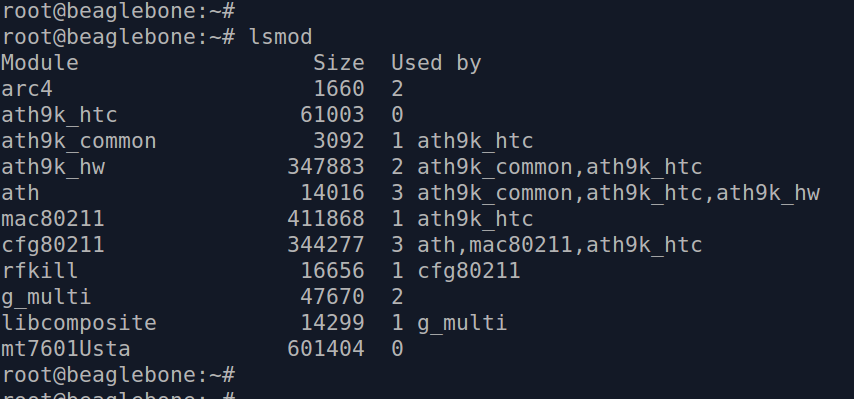 root@beaglebone:~#
root@beaglebone:~# lsmod
Module                  Size  Used by
arc4                    1660  2
ath9k_htc              61003  0
ath9k_common            3092  1 ath9k_htc
ath9k_hw              347883  2 ath9k_common,ath9k_htc
ath                    14016  3 ath9k_common,ath9k_htc,ath9k_hw
mac80211              411868  1 ath9k_htc
cfg80211              344277  3 ath,mac80211,ath9k_htc
rfkill                 16656  1 cfg80211
g_multi                47670  2
libcomposite           14299  1 g_multi
mt7601Usta            601404  0
root@beaglebone:~#
root@beaglebone:~#